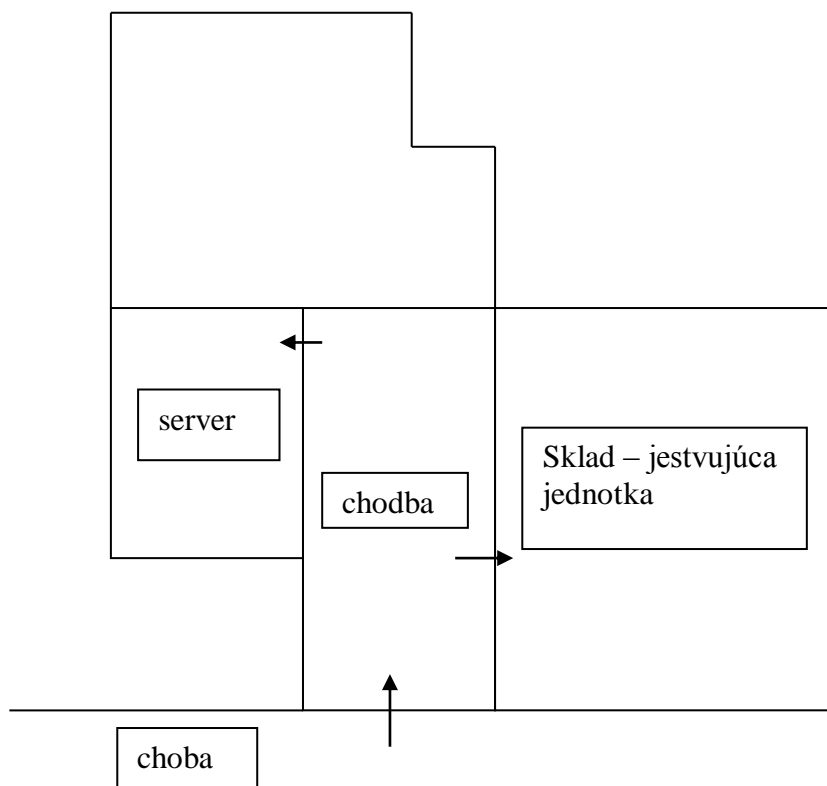 server
Sklad – jestvujúca
jednotka
chodba
choba